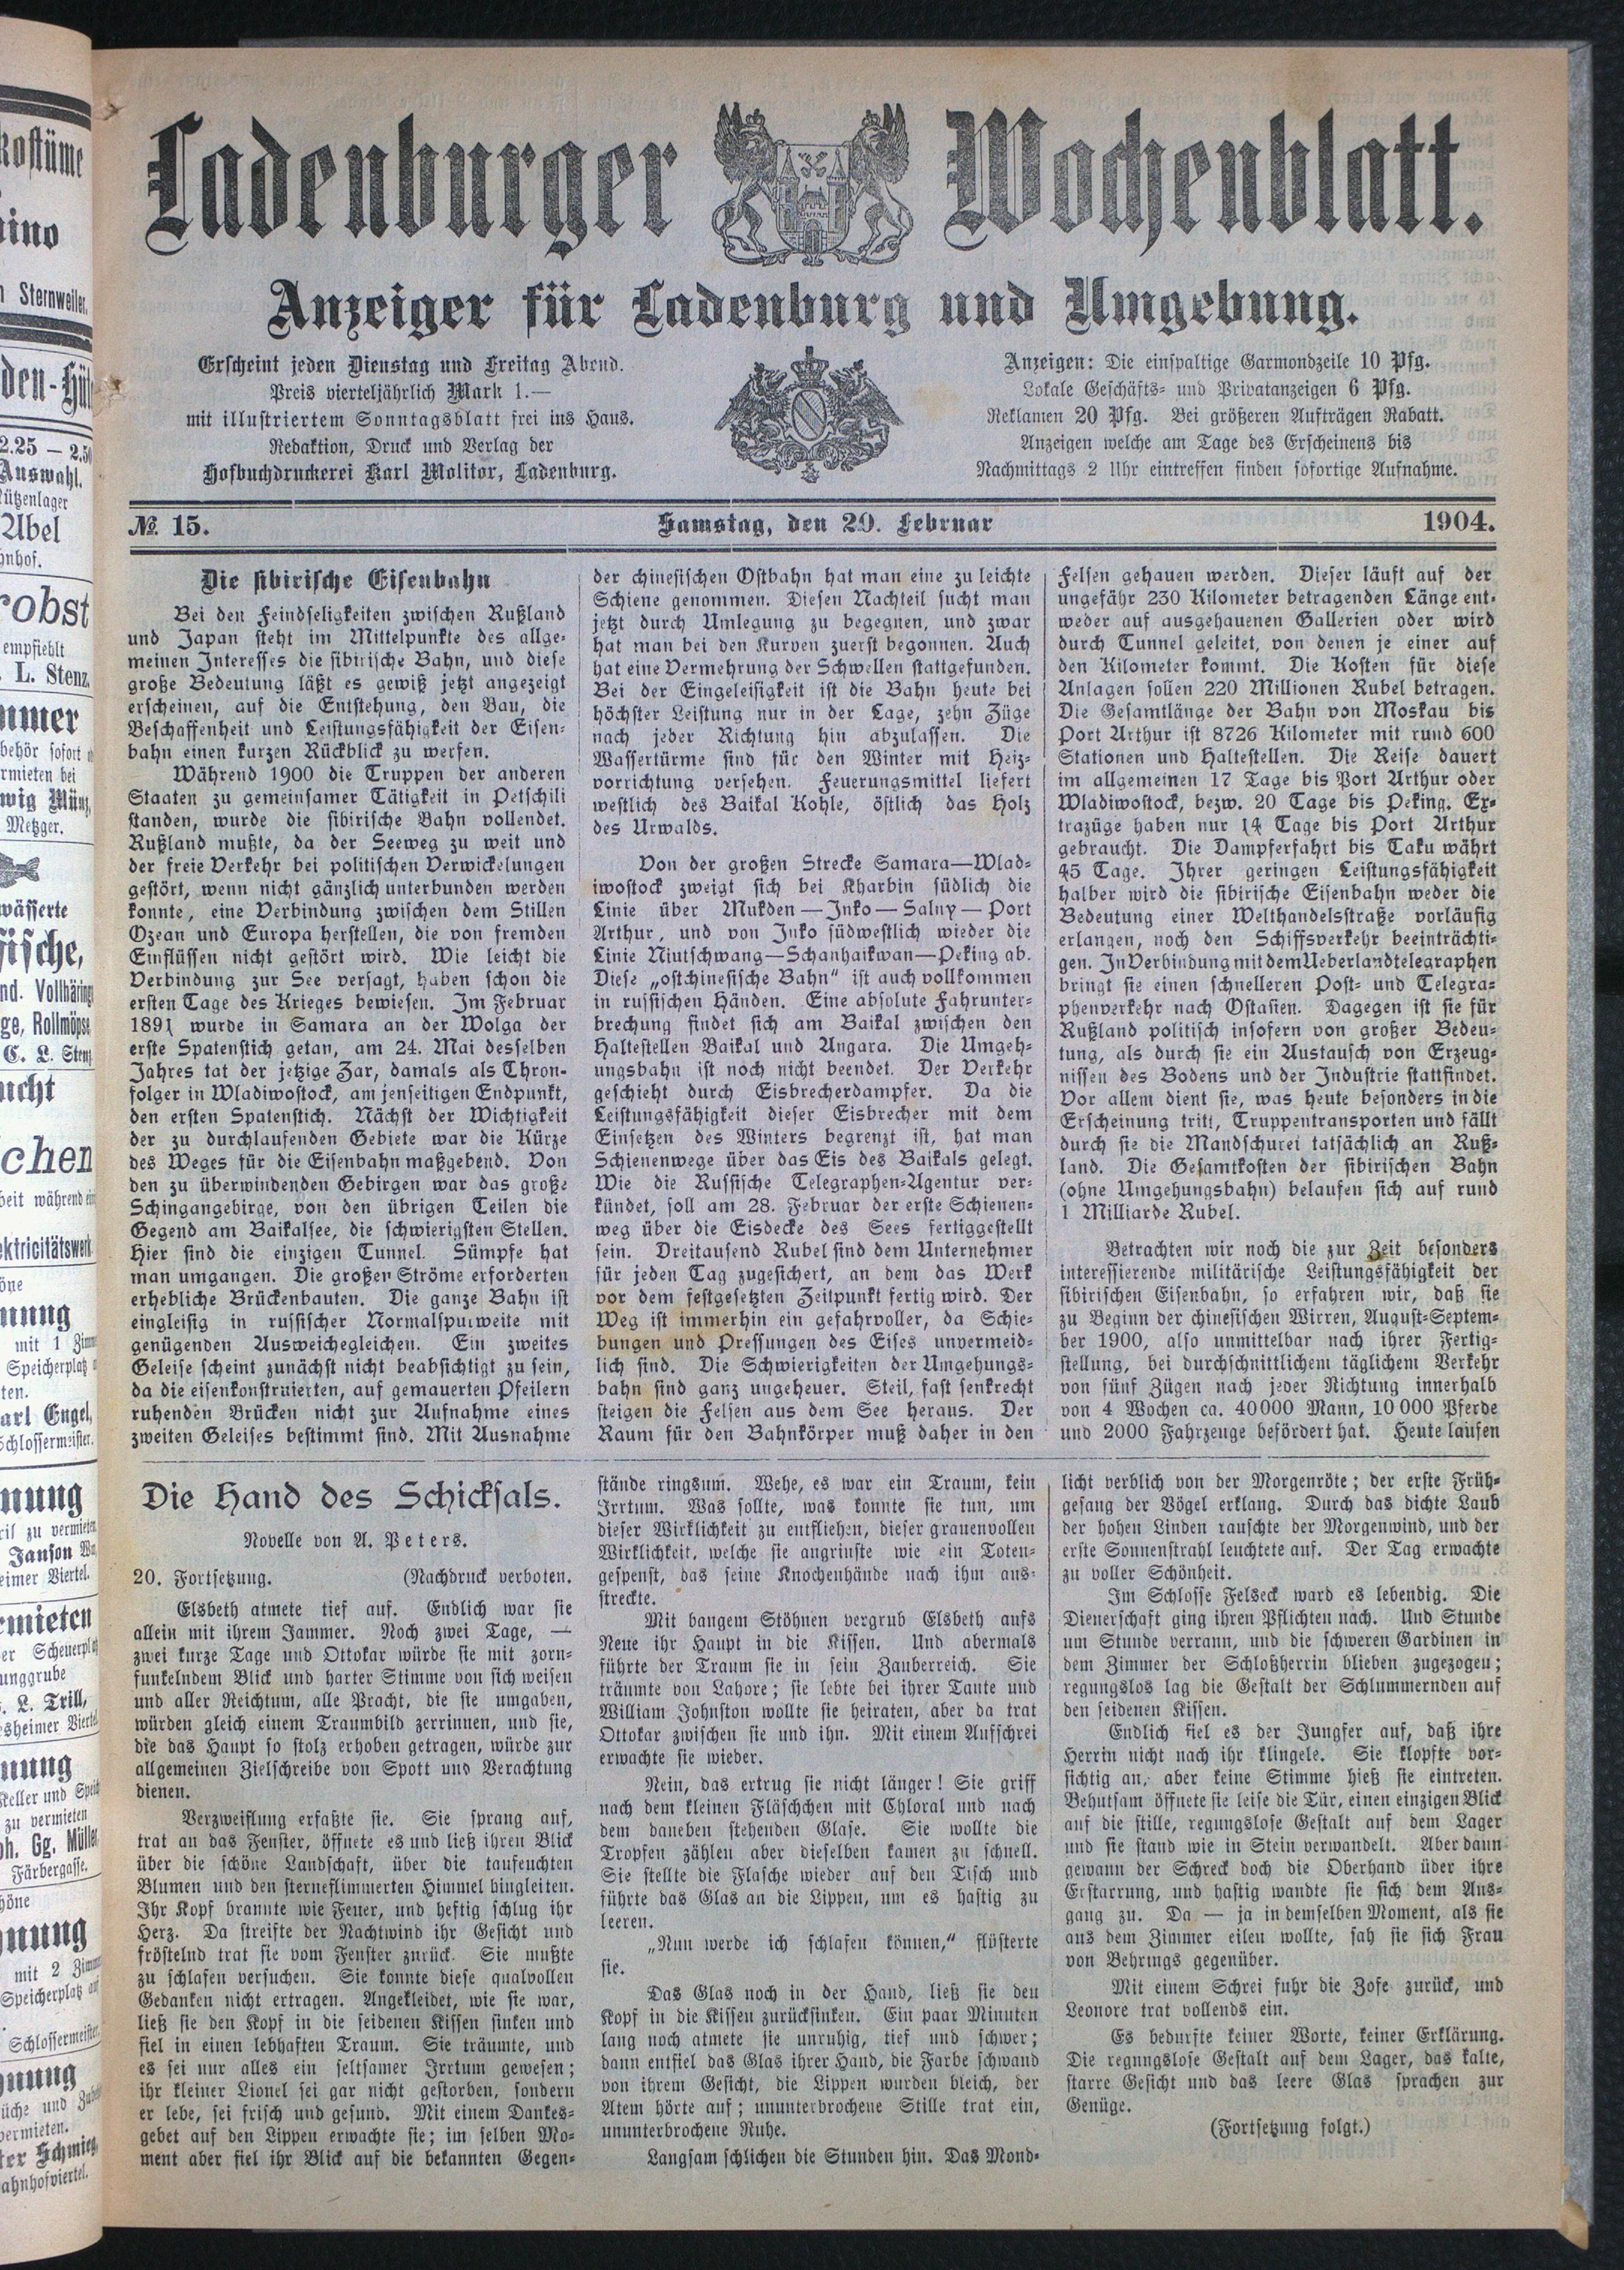 Ladenburger Wochenblatt.
Anzeiger für Ladenburg und Umgebung.
Erscheint jeden Dienstag und Freitag Abend.
Preis vierteljährlich Mark 1.—
mit illustriertem Sonntagsblatt frei ins Haus.
Redaktion, Druck und Verlag der
Hofbuchdruckerei Karl Molitor, Ladenburg.
Anzeigen: Die einspaltige Garmondzeile 10 Pfg.
Lokale Geschäfts- und Privatanzeigen 6 Pfg.
Reklamen 20 Pfg. Bei größeren Aufträgen Rabatt.
Anzeigen welche am Tage des Erscheinens bis
Nachmittags 2 Uhr eintreffen finden sofortige Aufnahme.
№ 15.
Samstag, den 20. Februar
1904.
Die sibirische Eisenbahn
Bei den Feindseligkeiten zwischen Rußland
und Japan steht im Mittelpunkte des allge-
meinen Interesses die sibirische Bahn, und diese
große Bedeutung läßt es gewiß jetzt angezeigt
erscheinen, auf die Entstehung, den Bau, die
Beschaffenheit und Leistungsfähigkeit der Eisen-
bahn einen kurzen Rückblick zu werfen.
Während 1900 die Truppen der anderen
Staaten zu gemeinsamer Tätigkeit in Petschili
standen, wurde die sibirische Bahn vollendet.
Rußland mußte, da der Seeweg zu weit und
der freie Verkehr bei politischen Verwickelungen
gestört, wenn nicht gänzlich unterbunden werden
konnte, eine Verbindung zwischen dem Stillen
Ozean und Europa herstellen, die von fremden
Einflüssen nicht gestört wird. Wie leicht die
Verbindung zur See versagt, haben schon die
ersten Tage des Krieges bewiesen. Im Februar
1891 wurde in Samara an der Wolga der
erste Spatenstich getan, am 24. Mai desselben
Jahres tat der jetzige Zar, damals als Thron-
folger in Wladiwostock, am jenseitigen Endpunkt,
den ersten Spatenstich. Nächst der Wichtigkeit
der zu durchlaufenden Gebiete war die Kürze
des Weges für die Eisenbahn maßgebend. Von
den zu überwindenden Gebirgen war das große
Schingangebirge, von den übrigen Teilen die
Gegend am Baikalsee, die schwierigsten Stellen.
Hier sind die einzigen Tunnel. Sümpfe hat
man umgangen. Die großen Ströme erforderten
erhebliche Brückenbauten. Die ganze Bahn ist
eingleisig in russischer Normalspurweite mit
genügenden Ausweichegleichen. Ein zweites
Geleise scheint zunächst nicht beabsichtigt zu sein,
da die eisenkonstruierten, auf gemauerten Pfeilern
ruhenden Brücken nicht zur Aufnahme eines
zweiten Geleises bestimmt sind. Mit Ausnahme
der chinesischen Ostbahn hat man eine zu leichte
Schiene genommen. Diesen Nachteil sucht man
jetzt durch Umlegung zu begegnen, und zwar
hat man bei den Kurven zuerst begonnen. Auch
hat eine Vermehrung der Schwellen stattgefunden.
Bei der Eingeleisigkeit ist die Bahn heute bei
höchster Leistung nur in der Lage, zehn Züge
nach jeder Richtung hin abzulassen. Die
Wassertürme sind für den Winter mit Heiz-
vorrichtung versehen. Feuerungsmittel liefert
westlich des Baikal Kohle, östlich das Holz
des Urwalds.
Von der großen Strecke Samara—Wlad-
iwostock zweigt sich bei Kharbin südlich die
Linie über Mukden — Inko — Salny — Port
Arthur, und von Inko südwestlich wieder die
Linie Niutschwang—Schanhaikwan—Peking ab.
Diese „ostchinesische Bahn“ ist auch vollkommen
in russischen Händen. Eine absolute Fahrunter-
brechung findet sich am Baikal zwischen den
Haltestellen Baikal und Angara. Die Umgeh-
ungsbahn ist noch nicht beendet. Der Verkehr
geschieht durch Eisbrecherdampfer. Da die
Leistungsfähigkeit dieser Eisbrecher mit dem
Einsetzen des Winters begrenzt ist, hat man
Schienenwege über das Eis des Baikals gelegt.
Wie die Russische Telegraphen-Agentur ver-
kündet, soll am 28. Februar der erste Schienen-
weg über die Eisdecke des Sees fertiggestellt
sein. Dreitausend Rubel sind dem Unternehmer
für jeden Tag zugesichert, an dem das Werk
vor dem festgesetzten Zeitpunkt fertig wird. Der
Weg ist immerhin ein gefahrvoller, da Schie-
bungen und Pressungen des Eises unvermeid-
lich sind. Die Schwierigkeiten der Umgehungs-
bahn sind ganz ungeheuer. Steil, fast senkrecht
steigen die Felsen aus dem See heraus. Der
Raum für den Bahnkörper muß daher in den
Felsen gehauen werden. Dieser läuft auf der
ungefähr 230 Kilometer betragenden Länge ent-
weder auf ausgehauenen Gallerien oder wird
durch Tunnel geleitet, von denen je einer auf
den Kilometer kommt. Die Kosten für diese
Anlagen sollen 220 Millionen Rubel betragen.
Die Gesamtlänge der Bahn von Moskau bis
Port Arthur ist 8726 Kilometer mit rund 600
Stationen und Haltestellen. Die Reise dauert
im allgemeinen 17 Tage bis Port Arthur oder
Wladiwostock, bezw. 20 Tage bis Peking. Ex-
trazüge haben nur 14 Tage bis Port Arthur
gebraucht. Die Dampferfahrt bis Taku währt
45 Tage. Ihrer geringen Leistungsfähigkeit
halber wird die sibirische Eisenbahn weder die
Bedeutung einer Welthandelsstraße vorläufig
erlangen, noch den Schiffsverkehr beeinträchti-
gen. In Verbindung mit dem Ueberlandtelegraphen
bringt sie einen schnelleren Post- und Telegra-
phenverkehr nach Ostasien. Dagegen ist sie für
Rußland politisch insofern von großer Bedeu-
tung, als durch sie ein Austausch von Erzeug-
nissen des Bodens und der Industrie stattfindet.
Vor allem dient sie, was heute besonders in die
Erscheinung tritt, Truppentransporten und fällt
durch sie die Mandschurei tatsächlich an Ruß-
land. Die Gesamtkosten der sibirischen Bahn
(ohne Umgehungsbahn) belaufen sich auf rund
1 Milliarde Rubel.
Betrachten wir noch die zur Zeit besonders
interessierende militärische Leistungsfähigkeit der
sibirischen Eisenbahn, so erfahren wir, daß sie
zu Beginn der chinesischen Wirren, August-Septem-
ber 1900, also unmittelbar nach ihrer Fertig-
stellung, bei durchschnittlichem täglichem Verkehr
von fünf Zügen nach jeder Richtung innerhalb
von 4 Wochen ca. 40000 Mann, 10000 Pferde
und 2000 Fahrzeuge befördert hat. Heute laufen
Die Hand des Schicksals.
Novelle von A. Peters.
20. Fortsetzung. (Nachdruck verboten.
Elsbeth atmete tief auf. Endlich war sie
allein mit ihrem Jammer. Noch zwei Tage, —
zwei kurze Tage und Ottokar würde sie mit zorn-
funkelndem Blick und harter Stimme von sich weisen
und aller Reichtum, alle Pracht, die sie umgaben,
würden gleich einem Traumbild zerrinnen, und sie,
die das Haupt so stolz erhoben getragen, würde zur
allgemeinen Zielscheibe von Spott und Verachtung
dienen.
Verzweiflung erfaßte sie. Sie sprang auf,
trat an das Fenster, öffnete es und ließ ihren Blick
über die schöne Landschaft, über die taufeuchten
Blumen und den sterneflimmerten Himmel hingleiten.
Ihr Kopf brannte wie Feuer, und heftig schlug ihr
Herz. Da streifte der Nachtwind ihr Gesicht und
fröstelnd trat sie vom Fenster zurück. Sie mußte
zu schlafen versuchen. Sie konnte diese qualvollen
Gedanken nicht ertragen. Angekleidet, wie sie war,
ließ sie den Kopf in die seidenen Kissen sinken und
fiel in einen lebhaften Traum. Sie träumte, und
es sei nur alles ein seltsamer Irrtum gewesen;
ihr kleiner Lionel sei gar nicht gestorben, sondern
er lebe, sei frisch und gesund. Mit einem Dankes-
gebet auf den Lippen erwachte sie; im selben Mo-
ment aber fiel ihr Blick auf die bekannten Gegen-
stände ringsum. Wehe, es war ein Traum, kein
Irrtum. Was sollte, was konnte sie tun, um
dieser Wirklichkeit zu entfliehen, dieser grauenvollen
Wirklichkeit, welche sie angrinste wie ein Toten-
gespenst, das seine Knochenhände nach ihm aus-
streckte.
Mit bangem Stöhnen vergrub Elsbeth aufs
Neue ihr Haupt in die Kissen. Und abermals
führte der Traum sie in sein Zauberreich. Sie
träumte von Lahore; sie lebte bei ihrer Tante und
William Johnston wollte sie heiraten, aber da trat
Ottokar zwischen sie und ihn. Mit einem Aufschrei
erwachte sie wieder.
Nein, das ertrug sie nicht länger! Sie griff
nach dem kleinen Fläschchen mit Chloral und nach
dem daneben stehenden Glase. Sie wollte die
Tropfen zählen aber dieselben kamen zu schnell.
Sie stellte die Flasche wieder auf den Tisch und
führte das Glas an die Lippen, um es hastig zu
leeren.
„Nun werde ich schlafen können,“ flüsterte
sie.
Das Glas noch in der Hand, ließ sie den
Kopf in die Kissen zurücksinken. Ein paar Minuten
lang noch atmete sie unruhig, tief und schwer;
dann entfiel das Glas ihrer Hand, die Farbe schwand
von ihrem Gesicht, die Lippen wurden bleich, der
Atem hörte auf; ununterbrochene Stille trat ein,
ununterbrochene Ruhe.
Langsam schlichen die Stunden hin. Das Mond-
licht verblich von der Morgenröte; der erste Früh-
gesang der Vögel erklang. Durch das dichte Laub
der hohen Linden rauschte der Morgenwind, und der
erste Sonnenstrahl leuchtete auf. Der Tag erwachte
zu voller Schönheit.
Im Schlosse Felseck ward es lebendig. Die
Dienerschaft ging ihren Pflichten nach. Und Stunde
um Stunde verrann, und die schweren Gardinen in
dem Zimmer der Schloßherrin blieben zugezogen;
regungslos lag die Gestalt der Schlummernden auf
den seidenen Kissen.
Endlich fiel es der Jungfer auf, daß ihre
Herrin nicht nach ihr klingele. Sie klopfte vor-
sichtig an, aber keine Stimme hieß sie eintreten.
Behutsam öffnete sie leise die Tür, einen einzigen Blick
auf die stille, regungslose Gestalt auf dem Lager
und sie stand wie in Stein verwandelt. Aber dann
gewann der Schreck doch die Oberhand über ihre
Erstarrung, und hastig wandte sie sich dem Aus-
gang zu. Da — ja in demselben Moment, als sie
aus dem Zimmer eilen wollte, sah sie sich Frau
von Behrings gegenüber.
Mit einem Schrei fuhr die Zofe zurück, und
Leonore trat vollends ein.
Es bedurfte keiner Worte, keiner Erklärung.
Die regungslose Gestalt auf dem Lager, das kalte,
starre Gesicht und das leere Glas sprachen zur
Genüge.
(Fortsetzung folgt.)